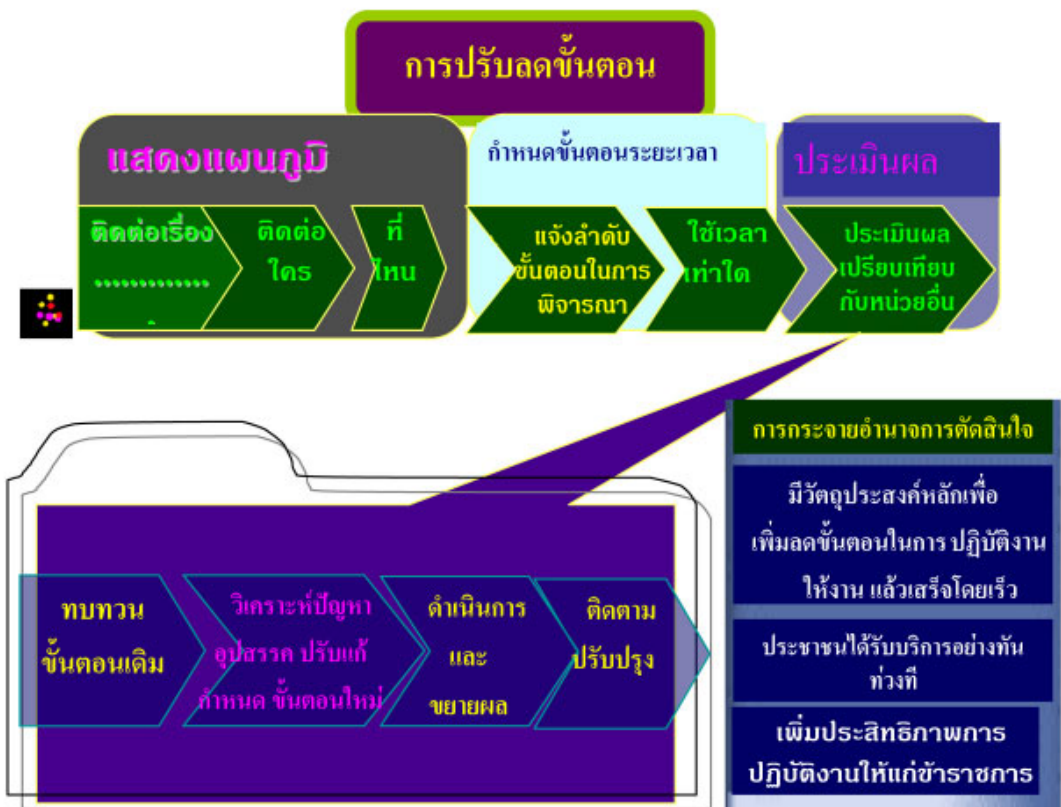 การปรับลดขั้นตอน
แสดงแผนภูมิ
กำหนดขั้นตอนระยะเวลา
ประเมินผล
ติดต่อเรื่อง
.............
ติดต่อ
ใคร
ที่
ไหน
แจ้งลำดับ
ขั้นตอนในการ
พิจารณา
ใช้เวลา
เท่าใด
ประเมินผล
เปรียบเทียบ
กับหน่วยอื่น
ทบทวน
ขั้นตอนเดิม
วิเคราะห์ปัญหา
อุปสรรค ปรับแก้
กำหนด ขั้นตอนใหม่
ดำเนินการ
และ
ขยายผล
ติดตาม
ปรับปรุง
การกระจายอำนาจการตัดสินใจ
มีวัตถุประสงค์หลักเพื่อ
เพิ่มลดขั้นตอนในการ ปฏิบัติงาน
ให้งาน แล้วเสร็จโดยเร็ว
ประชาชนได้รับบริการอย่างทัน
ท่วงที
เพิ่มประสิทธิภาพการ
ปฏิบัติงานให้แก่ข้าราชการ